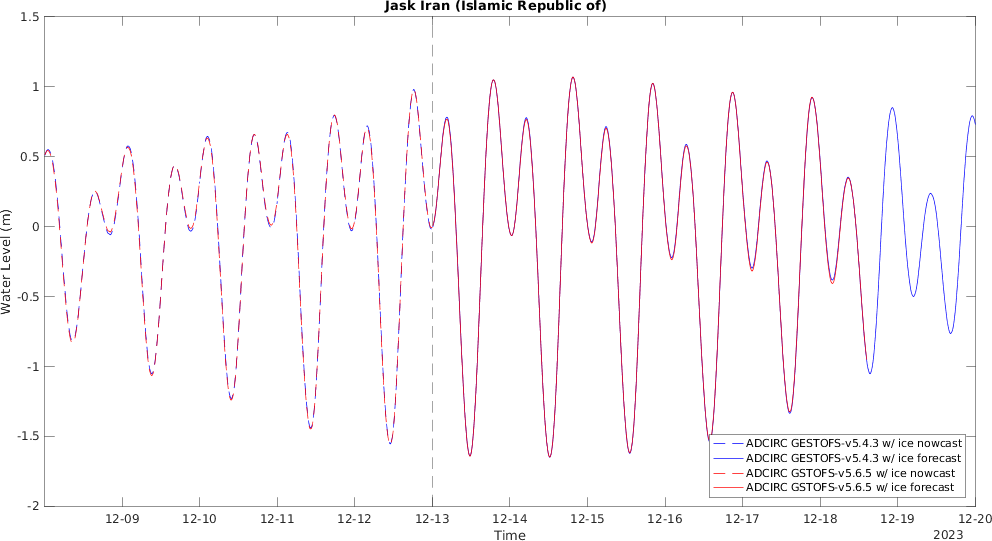 Jask Iran (Islamic Republic of)
1.5
1
0.5
0
-0.5
-1
-1.5
-2
Water Level (m)
ADCIRC GESTOFS-v5.4.3 w/ ice nowcast
ADCIRC GESTOFS-v5.4.3 w/ ice forecast
ADCIRC GSTOFS-v5.6.5 w/ ice nowcast
ADCIRC GSTOFS-v5.6.5 w/ ice forecast
12-09 12-10 12-11 12-12 12-13 12-14 12-15 12-16 12-17 12-18 12-19 12-20
Time
2023